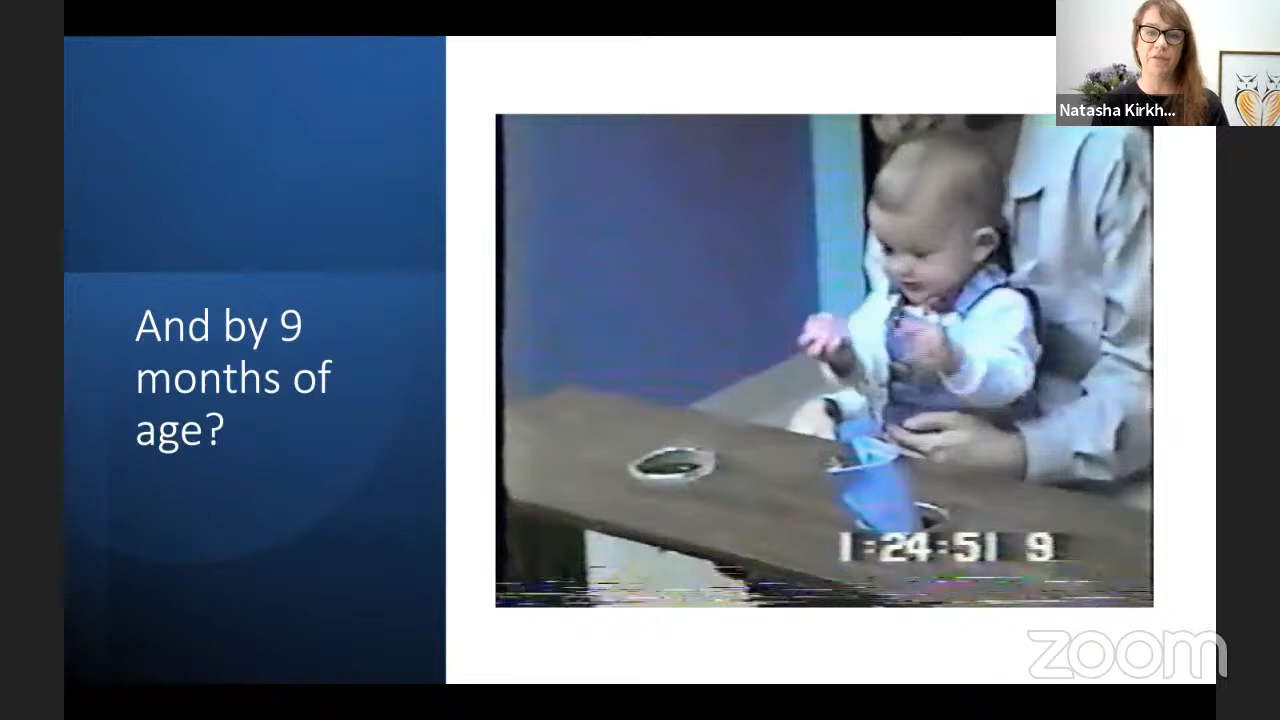 Natasha Kirkh...
And by 9
months of
age?
1:24:51 9
zoom